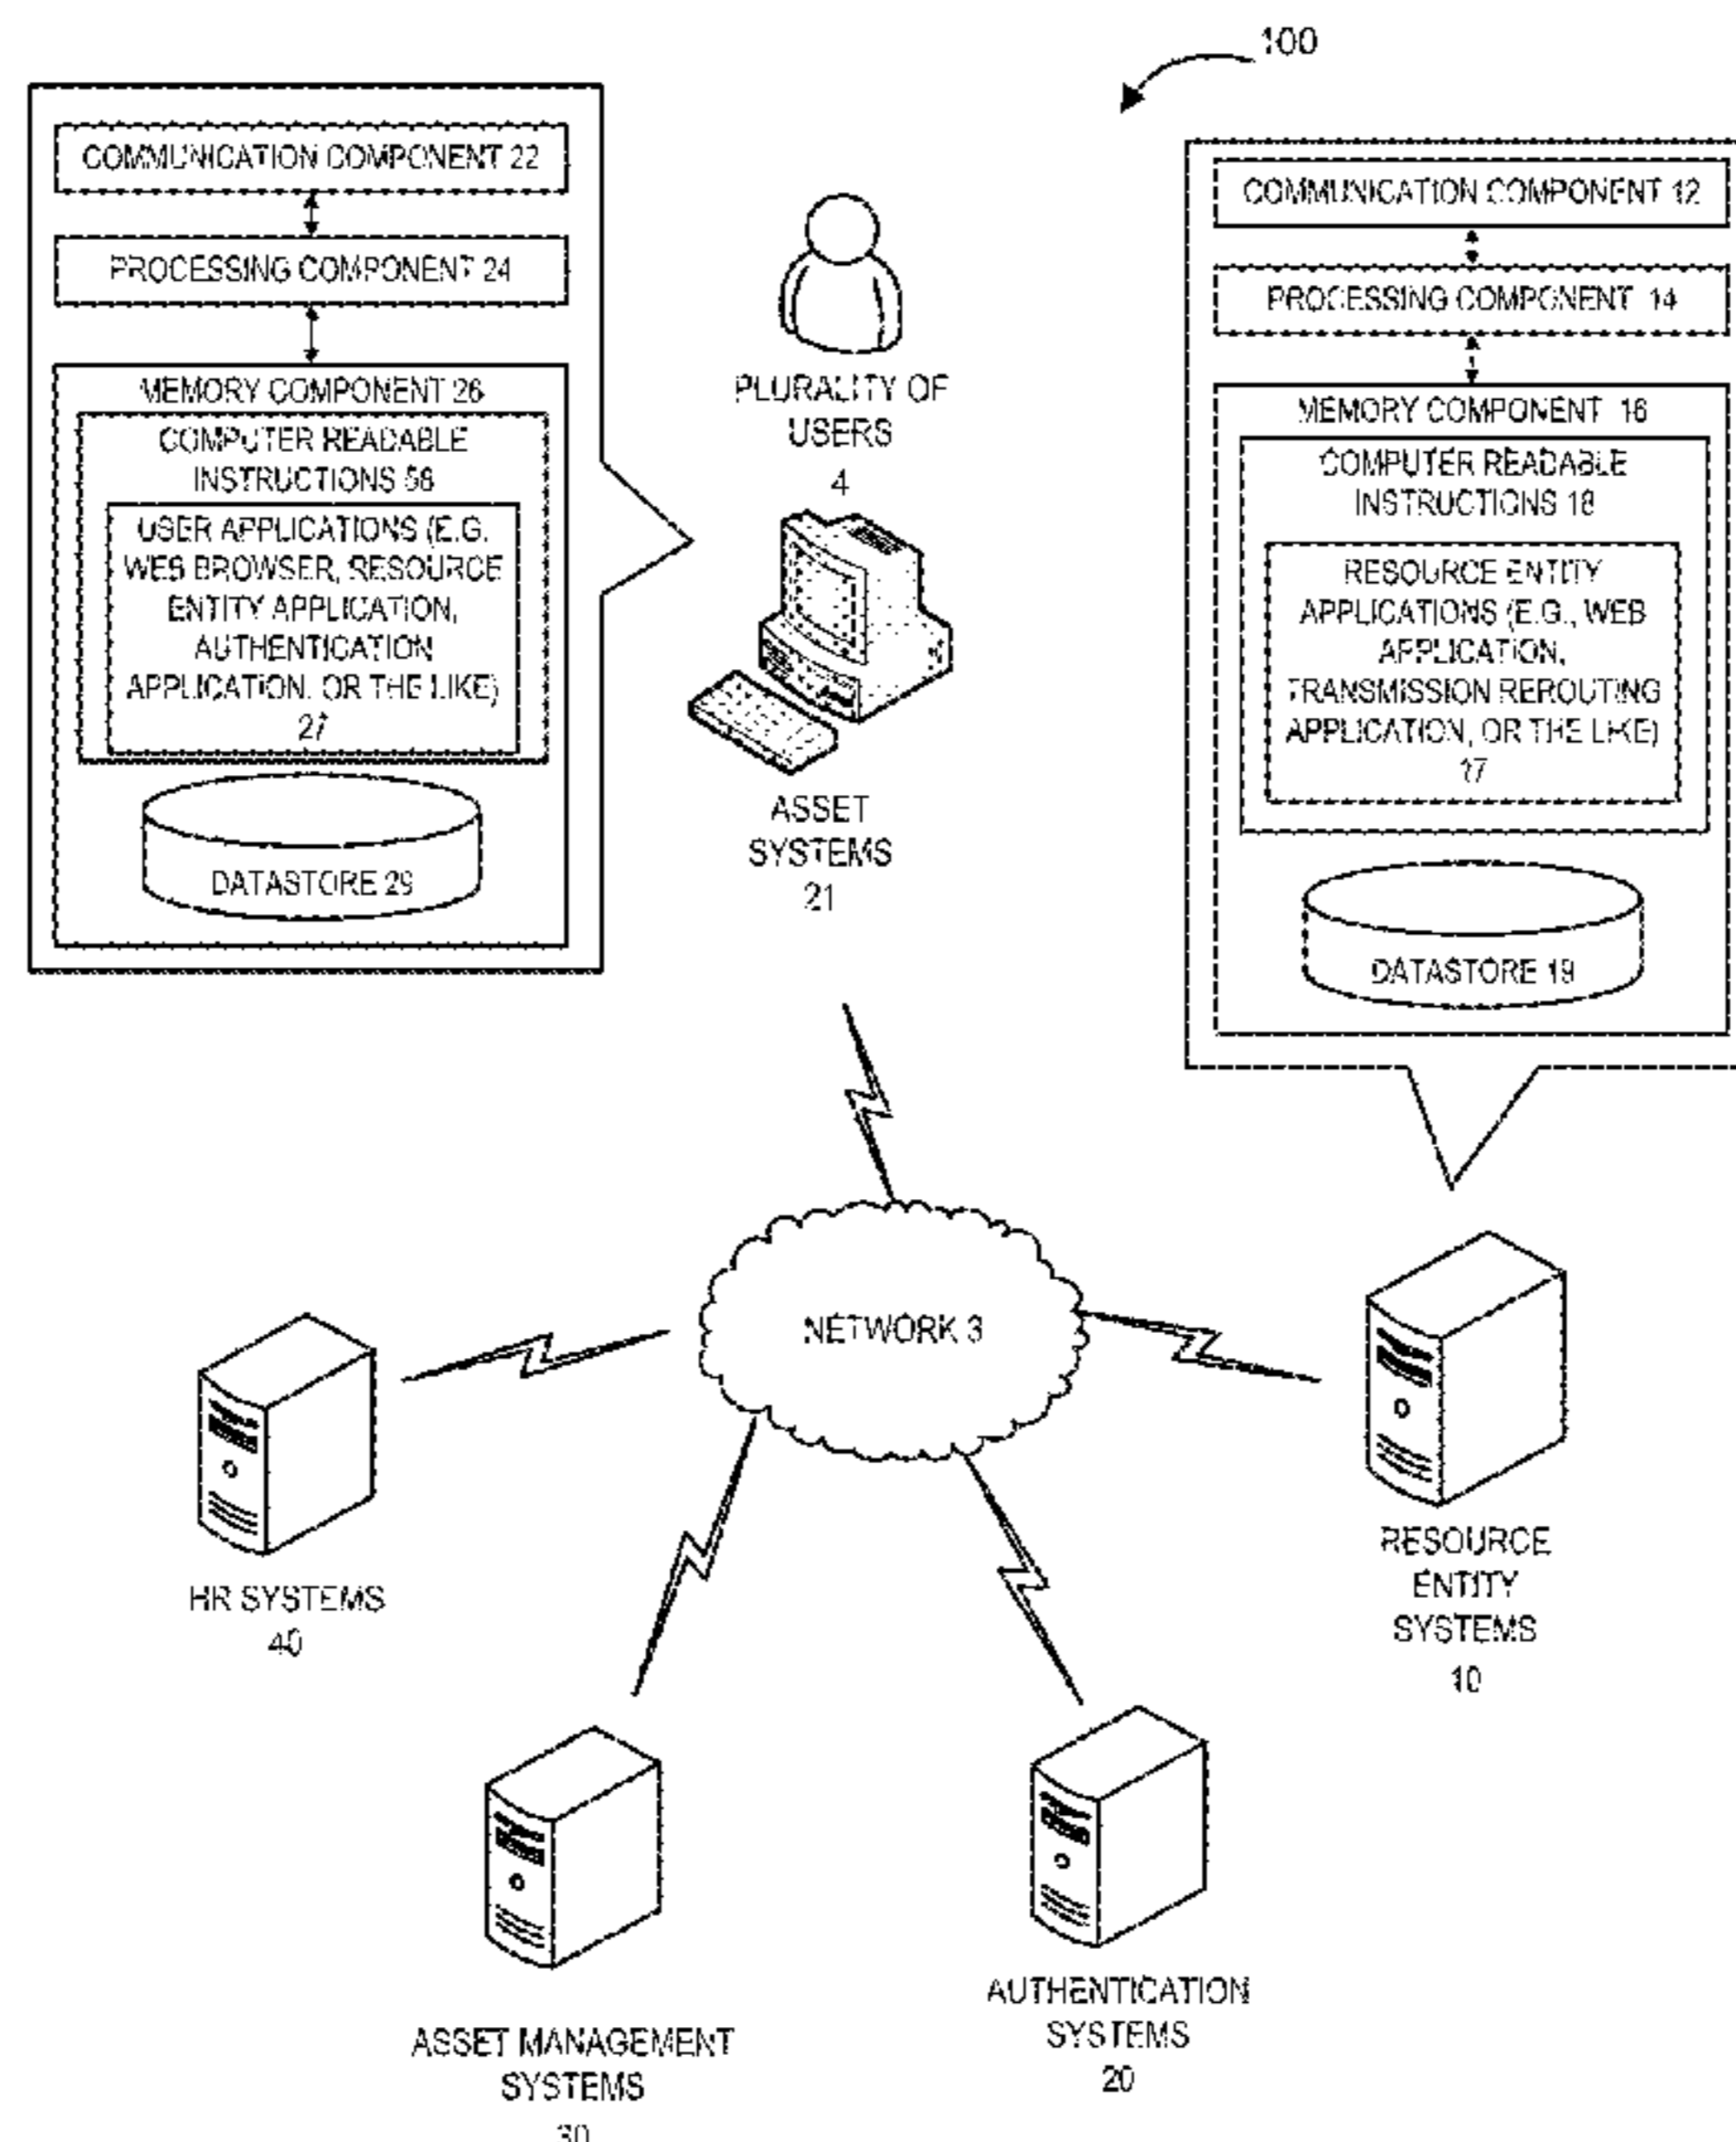 100
COMMUNICATION COMPONENT 22
PROCESSING COMPONENT 24
MEMORY COMPONENT 26
COMPUTER READABLE
INSTRUCTIONS 58
USER APPLICATIONS (E.G.
WEB BROWSER, RESOURCE
ENTITY APPLICATION,
AUTHENTICATION
APPLICATION, OR THE LIKE)
27
DATASTORE 29
PLURALITY OF
USERS
4
ASSET
SYSTEMS
21
COMMUNICATION COMPONENT 12
PROCESSING COMPONENT 14
MEMORY COMPONENT 16
COMPUTER READABLE
INSTRUCTIONS 18
RESOURCE ENTITY
APPLICATIONS (E.G., WEB
APPLICATION,
TRANSMISSION REROUTING
APPLICATION, OR THE LIKE)
17
DATASTORE 19
NETWORK 3
HR SYSTEMS
40
RESOURCE
ENTITY
SYSTEMS
10
ASSET MANAGEMENT
SYSTEMS
30
AUTHENTICATION
SYSTEMS
20